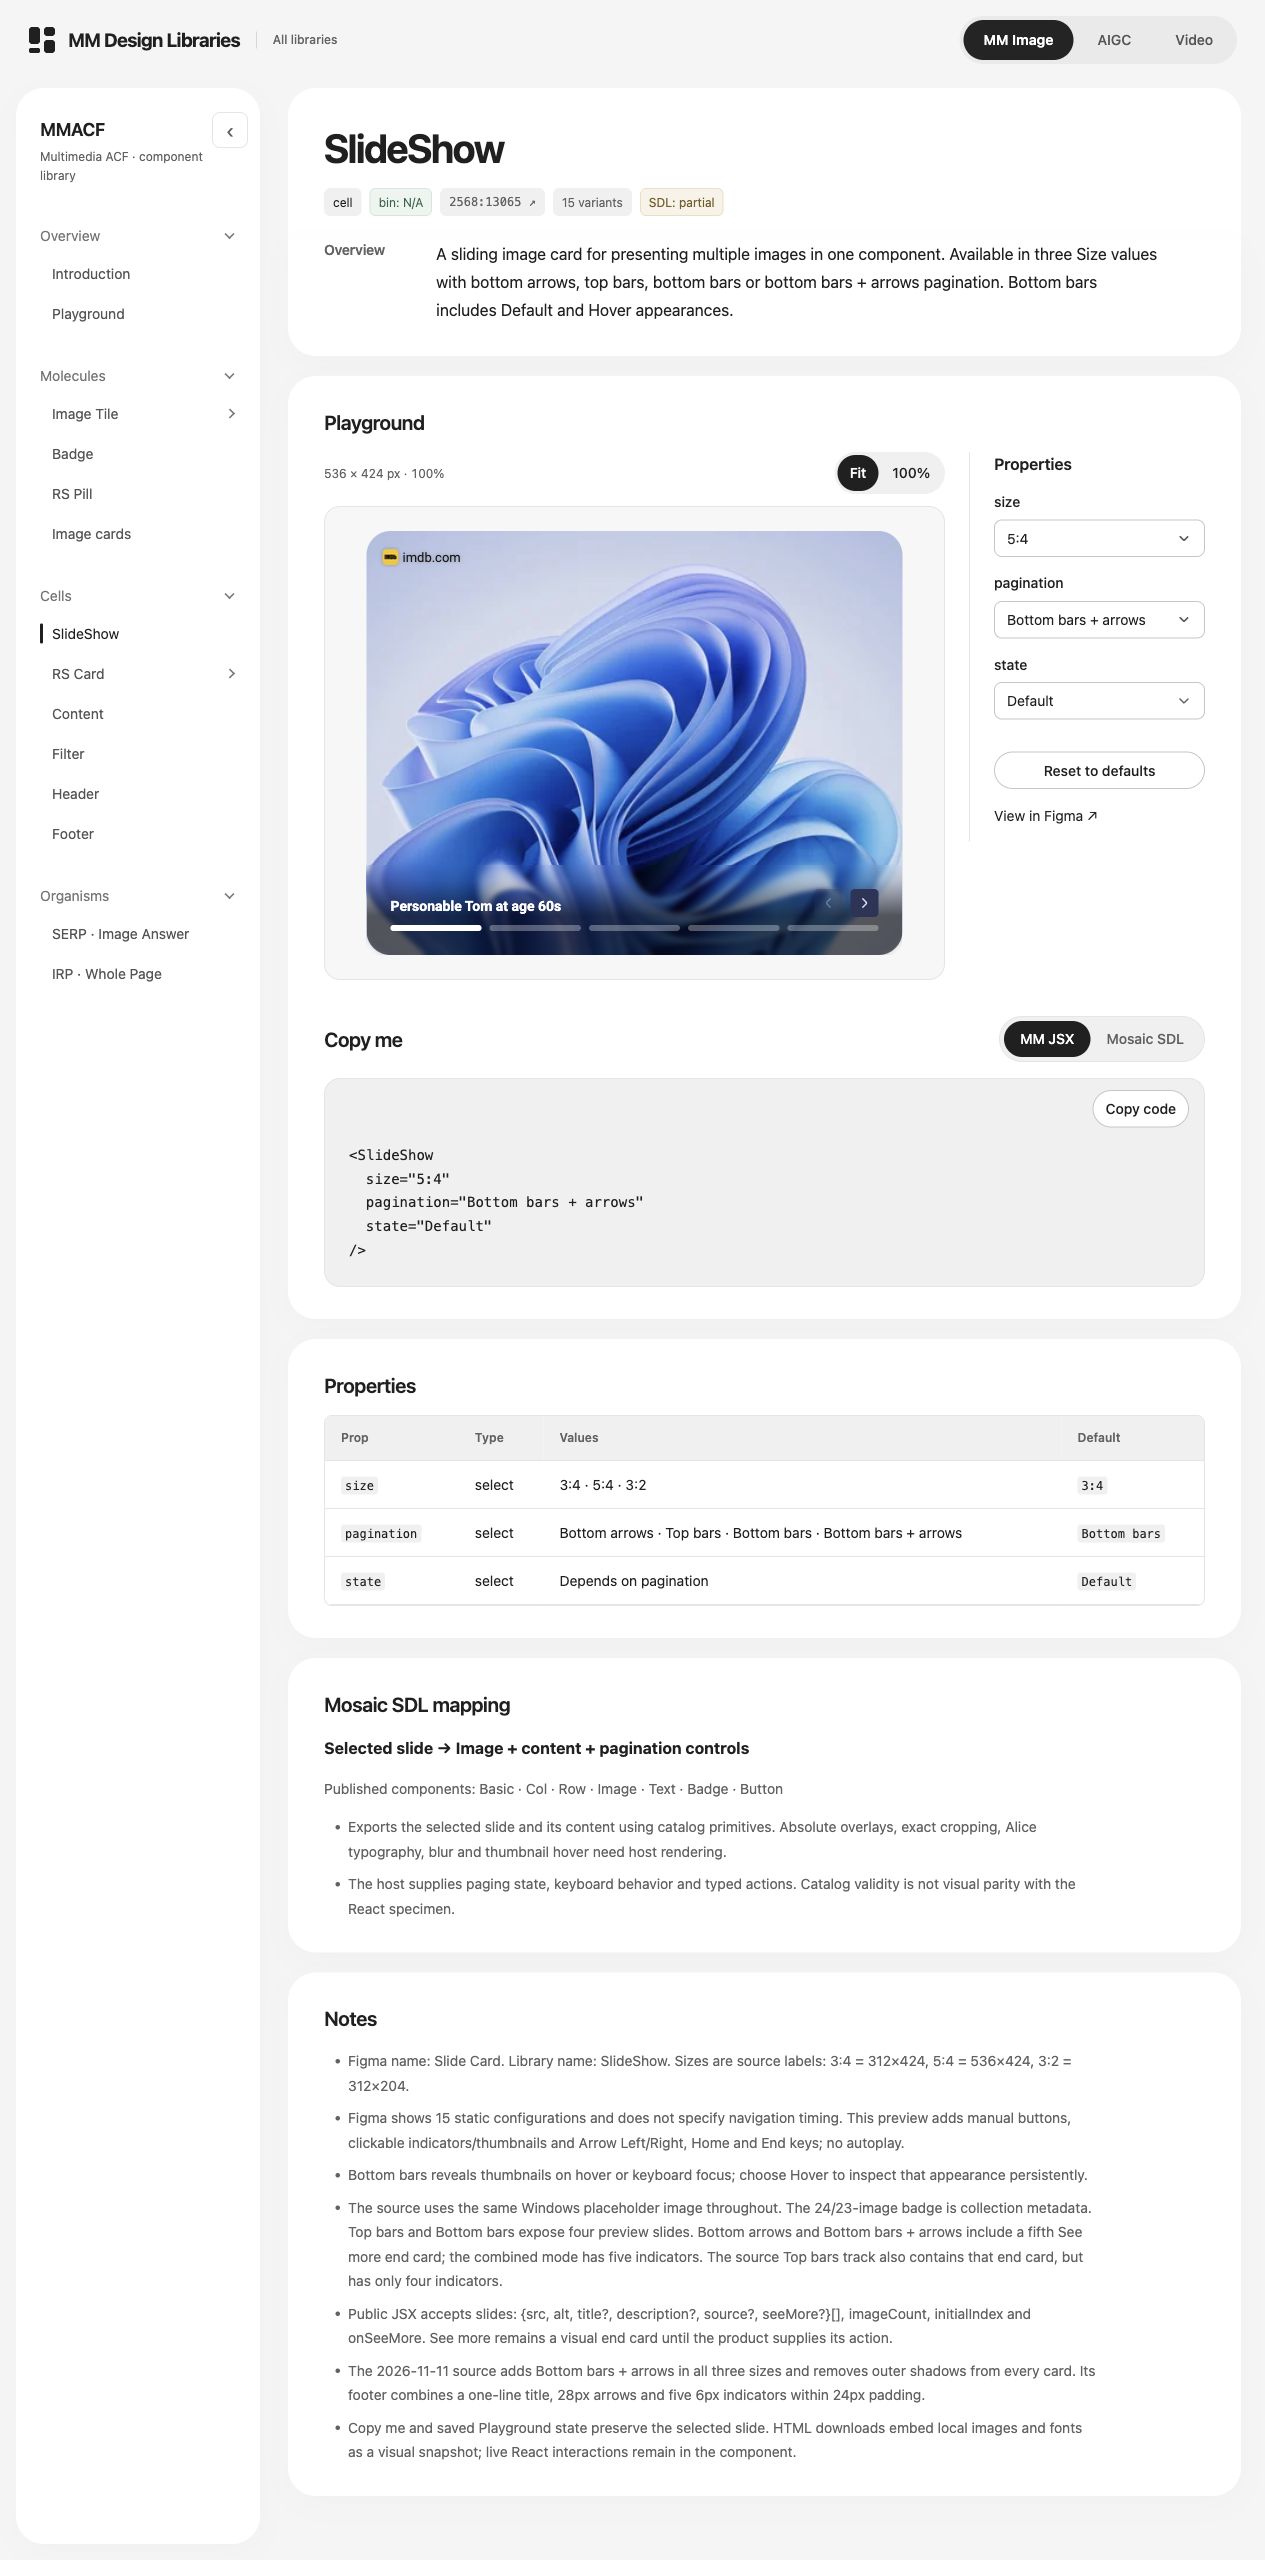 MM Design Libraries
All libraries
MM Image
AIGC
Video
MMACF
Multimedia ACF · component
library
Overview
Introduction
Playground
Molecules
Image Tile
Badge
RS Pill
Image cards
Cells
SlideShow
RS Card
Content
Filter
Header
Footer
Organisms
SERP · Image Answer
IRP · Whole Page
SlideShow
cell
bin: N/A
2568:13065 ↗
15 variants
SDL: partial
Overview
A sliding image card for presenting multiple images in one component. Available in three Size values
with bottom arrows, top bars, bottom bars or bottom bars + arrows pagination. Bottom bars
includes Default and Hover appearances.
Playground
536 × 424 px · 100%
Fit
100%
imdb.com
Personable Tom at age 60s
Properties
size
5:4
pagination
Bottom bars + arrows
state
Default
Reset to defaults
View in Figma ↗
Copy me
MM JSX
Mosaic SDL
Copy code
<SlideShow
size="5:4"
pagination="Bottom bars + arrows"
state="Default"
/>
Properties
Prop Type Values Default
size select 3:4 · 5:4 · 3:2 3:4
pagination select Bottom arrows · Top bars · Bottom bars · Bottom bars + arrows Bottom bars
state select Depends on pagination Default
Mosaic SDL mapping
Selected slide → Image + content + pagination controls
Published components: Basic · Col · Row · Image · Text · Badge · Button
• Exports the selected slide and its content using catalog primitives. Absolute overlays, exact cropping, Alice
typography, blur and thumbnail hover need host rendering.
• The host supplies paging state, keyboard behavior and typed actions. Catalog validity is not visual parity with the
React specimen.
Notes
• Figma name: Slide Card. Library name: SlideShow. Sizes are source labels: 3:4 = 312×424, 5:4 = 536×424, 3:2 =
312×204.
• Figma shows 15 static configurations and does not specify navigation timing. This preview adds manual buttons,
clickable indicators/thumbnails and Arrow Left/Right, Home and End keys; no autoplay.
• Bottom bars reveals thumbnails on hover or keyboard focus; choose Hover to inspect that appearance persistently.
• The source uses the same Windows placeholder image throughout. The 24/23-image badge is collection metadata.
Top bars and Bottom bars expose four preview slides. Bottom arrows and Bottom bars + arrows include a fifth See
more end card; the combined mode has five indicators. The source Top bars track also contains that end card, but
has only four indicators.
• Public JSX accepts slides: {src, alt, title?, description?, source?, seeMore?}[], imageCount, initialIndex and
onSeeMore. See more remains a visual end card until the product supplies its action.
• The 2026-11-11 source adds Bottom bars + arrows in all three sizes and removes outer shadows from every card. Its
footer combines a one-line title, 28px arrows and five 6px indicators within 24px padding.
• Copy me and saved Playground state preserve the selected slide. HTML downloads embed local images and fonts
as a visual snapshot; live React interactions remain in the component.